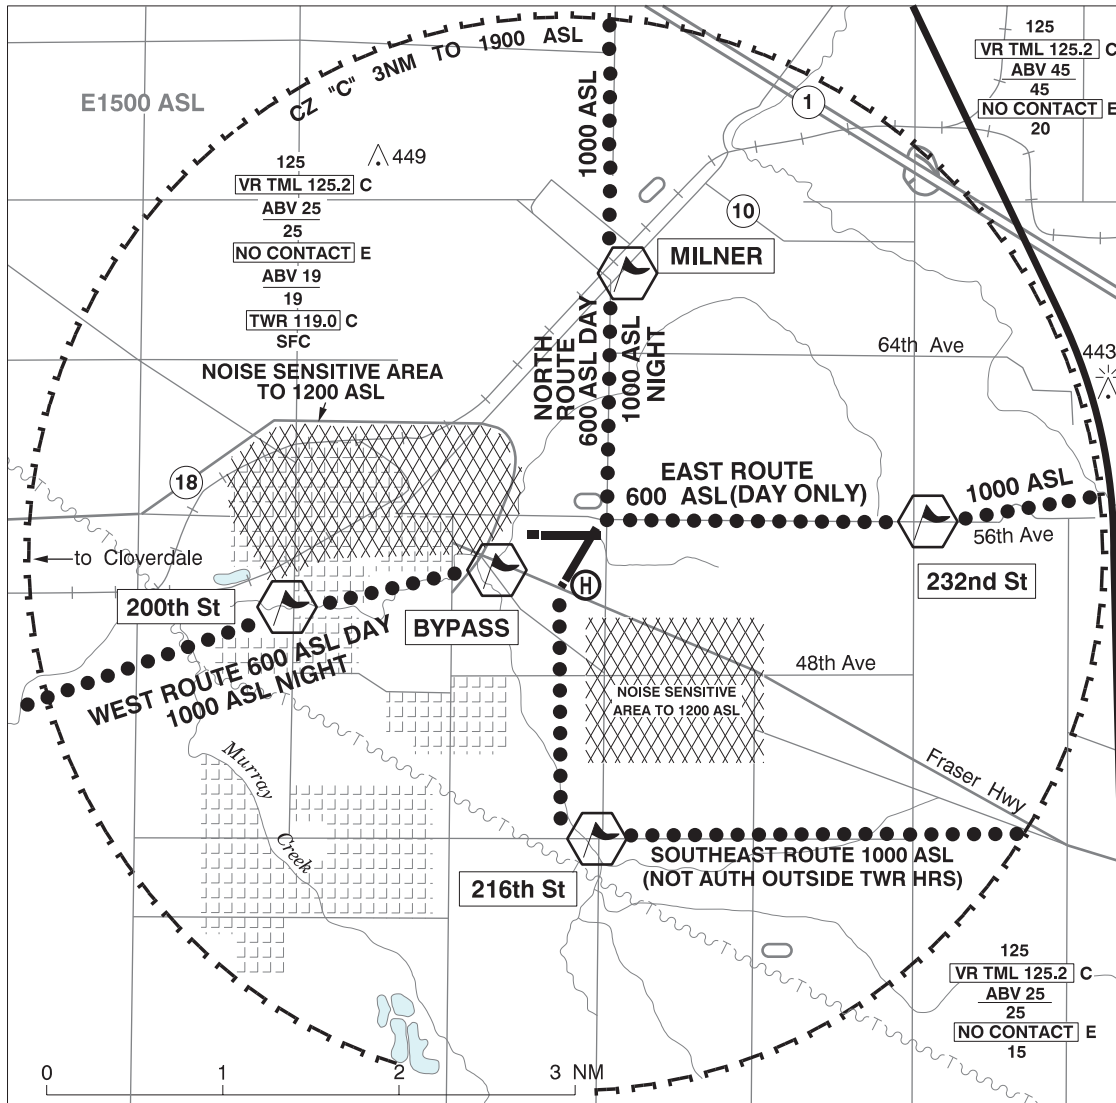 CZ "C" 3NM TO 1900 ASL
E1500 ASL
125
VR TML 125.2 C
ABV 25
25
NO CONTACT E
ABV 19
19
TWR 119.0 C
SFC
449
1000 ASL
1
125
VR TML 125.2 C
ABV 45
45
NO CONTACT E
20
10
MILNER
NORTH
ROUTE
600 ASL DAY
1000 ASL
NIGHT
64th Ave
443
NOISE SENSITIVE AREA
TO 1200 ASL
18
EAST ROUTE
600 ASL (DAY ONLY)
1000 ASL
56th Ave
to Cloverdale
200th St
BYPASS
H
232nd St
WEST ROUTE 600 ASL DAY
1000 ASL NIGHT
48th Ave
NOISE SENSITIVE
AREA TO 1200 ASL
Murray
Creek
Fraser Hwy
216th St
SOUTHEAST ROUTE 1000 ASL
(NOT AUTH OUTSIDE TWR HRS)
T
T
T
T
T
T
125
VR TML 125.2 C
ABV 25
25
NO CONTACT E
15
0 1 2 3 NM